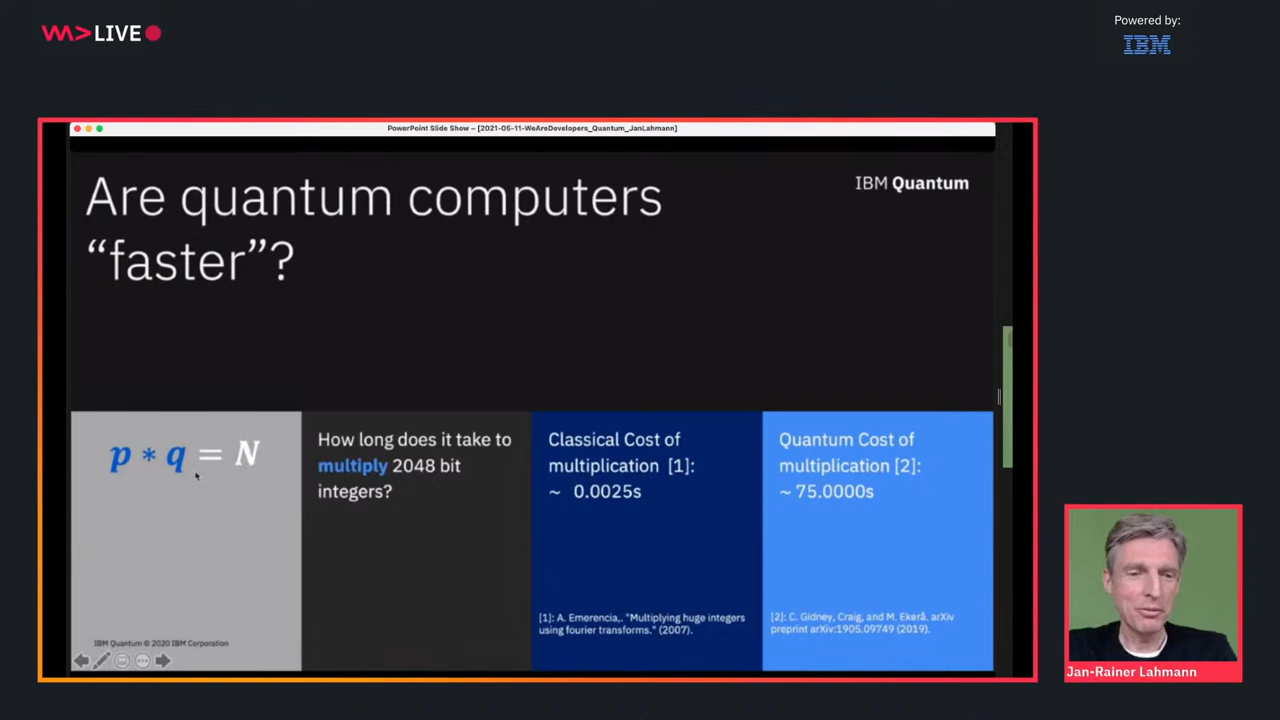 LIVE
Powered by:
IBM
PowerPoint Slide Show – [2021-05-11-WeAreDevelopers_Quantum_JanLahmann]
Are quantum computers
“faster”?
IBM Quantum
p * q = N
How long does it take to
multiply 2048 bit
integers?
Classical Cost of
multiplication [1]:
~ 0.0025s
Quantum Cost of
multiplication [2]:
~ 75.0000s
[1]: A. Emerencia,. "Multiplying huge integers
using fourier transforms." (2007).
[2]: C. Gidney, Craig, and M. Ekerå. arXiv
preprint arXiv:1905.09749 (2019).
IBM Quantum © 2020 IBM Corporation
Jan-Rainer Lahmann